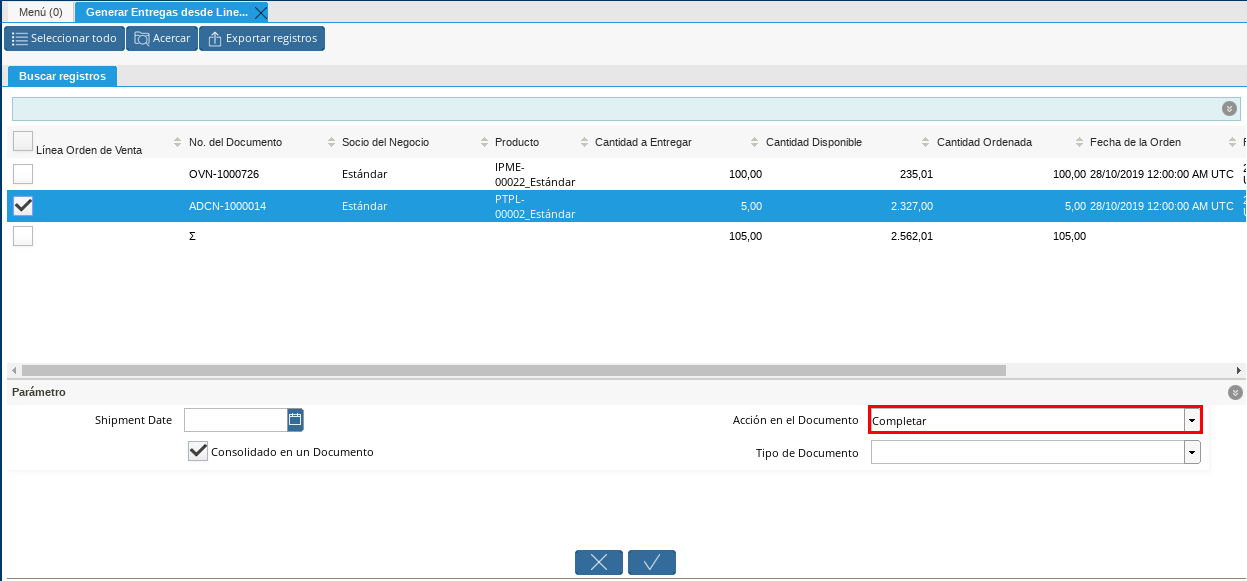 Menú (0)
Generar Entregas desde Line...
Seleccionar todo
Acercar
Exportar registros
Buscar registros
Línea Orden de Venta
No. del Documento
Socio del Negocio
Producto
Cantidad a Entregar
Cantidad Disponible
Cantidad Ordenada
Fecha de la Orden
OVN-1000726
Estándar
IPME-
00022_Estándar
100,00
235,01
100,00
28/10/2019 12:00:00 AM UTC
ADCN-1000014
Estándar
PTPL-
00002_Estándar
5,00
2.327,00
5,00
28/10/2019 12:00:00 AM UTC
Σ
105,00
2.562,01
105,00
Parámetro
Shipment Date
Acción en el Documento
Completar
Consolidado en un Documento
Tipo de Documento